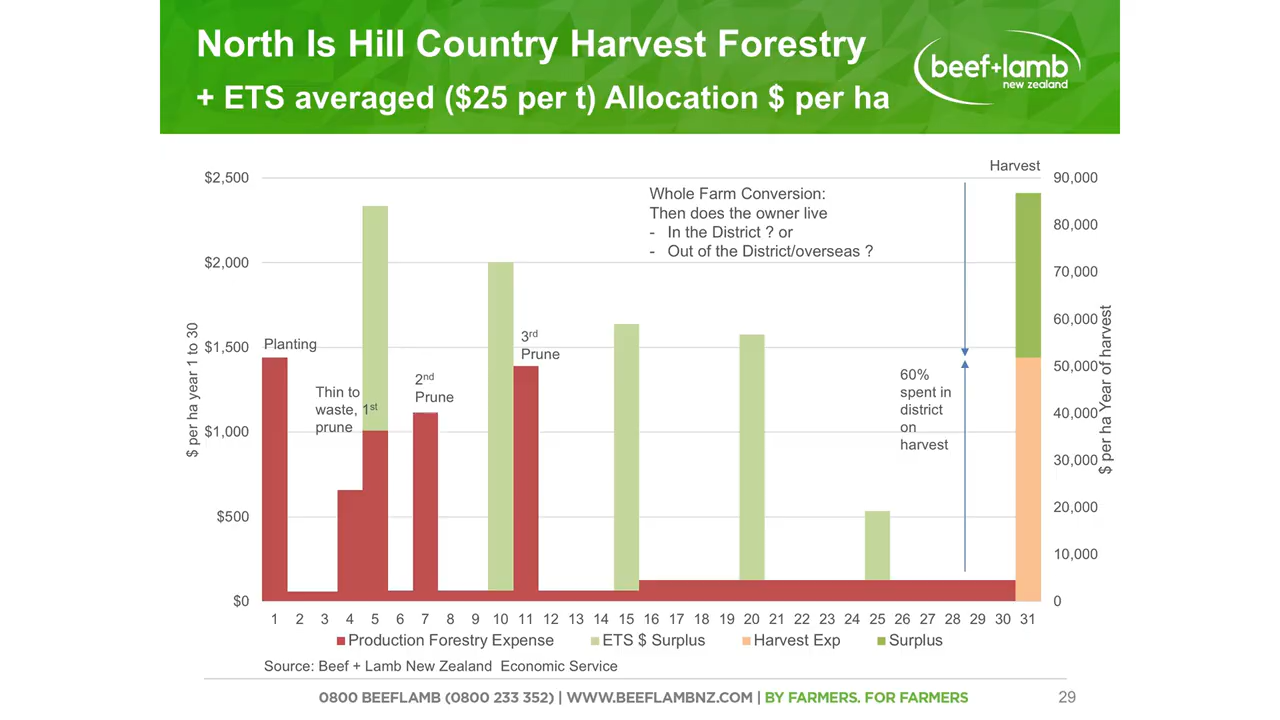 North Is Hill Country Harvest Forestry
+ ETS averaged ($25 per t) Allocation $ per ha
beef+lamb
new zealand
Harvest
$2,500
$2,000
$1,500
$1,000
$500
$0
$ per ha year 1 to 30
90,000
80,000
70,000
60,000
50,000
40,000
30,000
20,000
10,000
0
$ per ha Year of harvest
Whole Farm Conversion:
Then does the owner live
- In the District ? or
- Out of the District/overseas ?
Planting
Thin to
waste, 1st
prune
2nd
Prune
3rd
Prune
60%
spent in
district
on
harvest
1 2 3 4 5 6 7 8 9 10 11 12 13 14 15 16 17 18 19 20 21 22 23 24 25 26 27 28 29 30 31
Production Forestry Expense ETS $ Surplus Harvest Exp Surplus
Source: Beef + Lamb New Zealand Economic Service
0800 BEEFLAMB (0800 233 352) | WWW.BEEFLAMBNZ.COM | BY FARMERS. FOR FARMERS
29